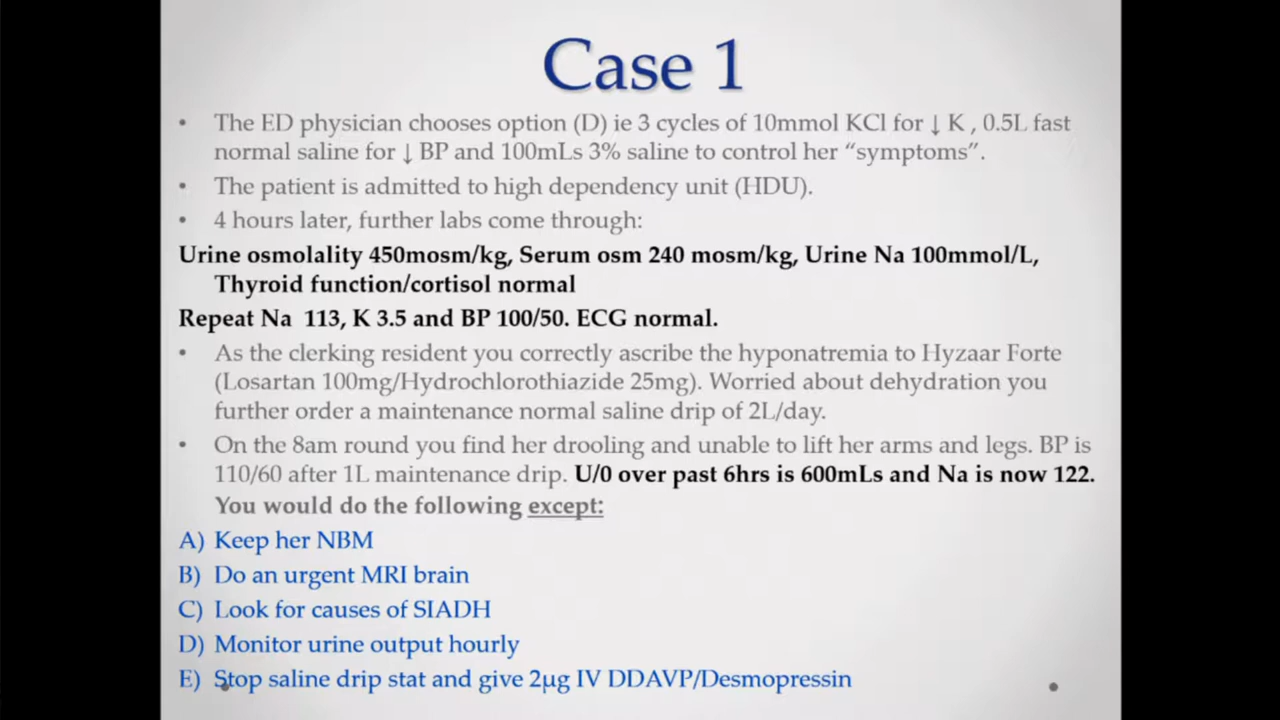 Case 1
• The ED physician chooses option (D) ie 3 cycles of 10mmol KCl for ↓ K , 0.5L fast
normal saline for ↓ BP and 100mLs 3% saline to control her “symptoms”.
• The patient is admitted to high dependency unit (HDU).
• 4 hours later, further labs come through:
Urine osmolality 450mosm/kg, Serum osm 240 mosm/kg, Urine Na 100mmol/L,
Thyroid function/cortisol normal
Repeat Na 113, K 3.5 and BP 100/50. ECG normal.
• As the clerking resident you correctly ascribe the hyponatremia to Hyzaar Forte
(Losartan 100mg/Hydrochlorothiazide 25mg). Worried about dehydration you
further order a maintenance normal saline drip of 2L/day.
• On the 8am round you find her drooling and unable to lift her arms and legs. BP is
110/60 after 1L maintenance drip. U/0 over past 6hrs is 600mLs and Na is now 122.
You would do the following except:
A) Keep her NBM
B) Do an urgent MRI brain
C) Look for causes of SIADH
D) Monitor urine output hourly
E) Stop saline drip stat and give 2µg IV DDAVP/Desmopressin